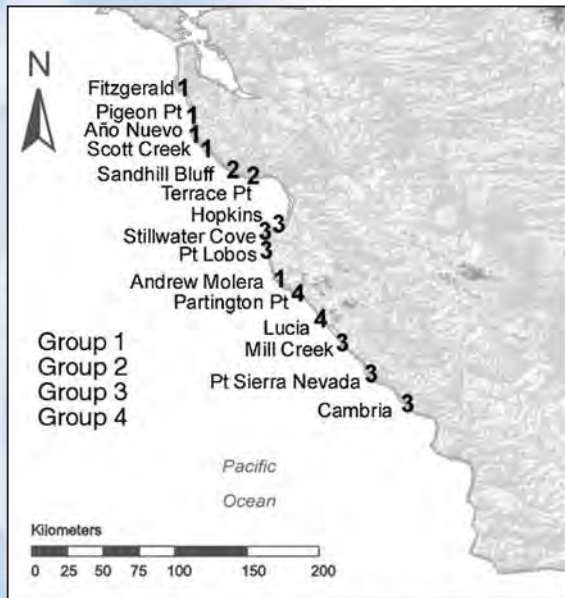 N
Fitzgerald 1
Pigeon Pt 1
Año Nuevo 1
Scott Creek 1
Sandhill Bluff 2 2
Terrace Pt
Hopkins 3
Stillwater Cove 3
Pt Lobos 3
Andrew Molera 1
Partington Pt 4
Lucia 4
Mill Creek 3
Pt Sierra Nevada 3
Cambria 3
Group 1
Group 2
Group 3
Group 4
Pacific
Ocean
Kilometers
0 25 50 100 150 200